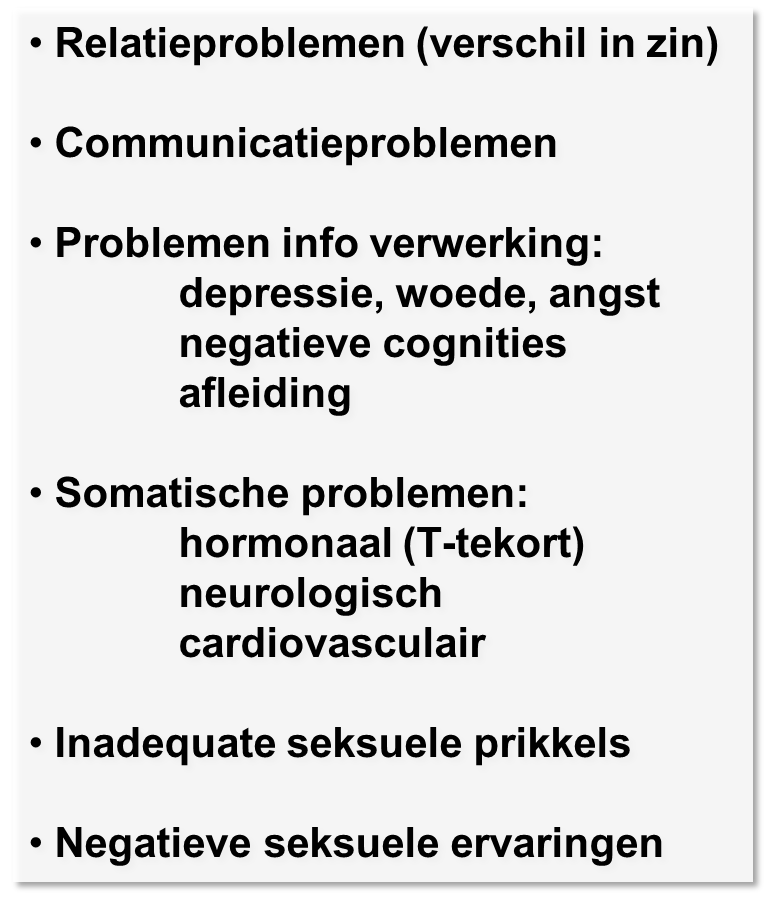 • Relatieproblemen (verschil in zin)
• Communicatieproblemen
• Problemen info verwerking:
depressie, woede, angst
negatieve cognities
afleiding
• Somatische problemen:
hormonaal (T-tekort)
neurologisch
cardiovasculair
• Inadequate seksuele prikkels
• Negatieve seksuele ervaringen